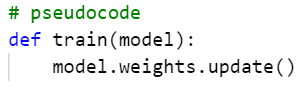 # pseudocode
def train(model):
    model.weights.update()